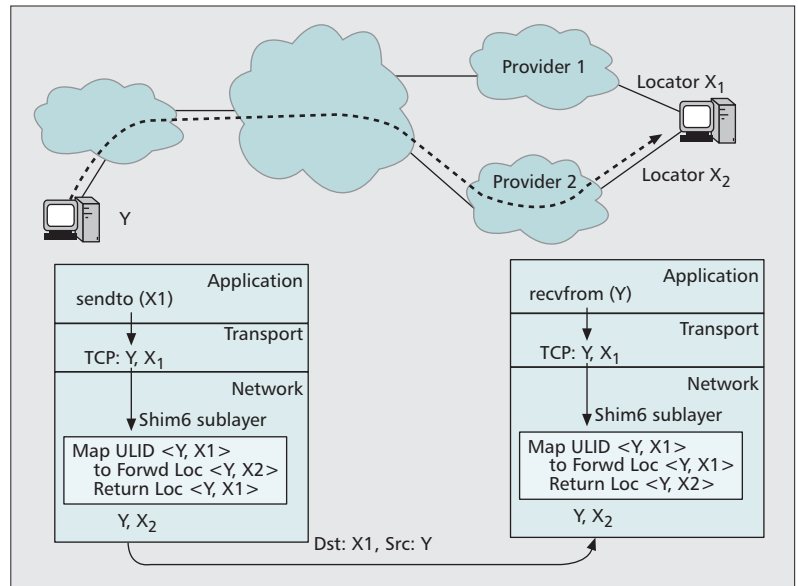 Provider 1
Locator X₁
Provider 2
Locator X₂
Y
Application
sendto (X1)
Transport
TCP: Y, X₁
Network
Shim6 sublayer
Map ULID <Y, X1>
to Forwd Loc <Y, X2>
Return Loc <Y, X1>
Y, X₂
Application
recvfrom (Y)
Transport
TCP: Y, X₁
Network
Shim6 sublayer
Map ULID <Y, X1>
to Forwd Loc <Y, X1>
Return Loc <Y, X2>
Y, X₂
Dst: X1, Src: Y